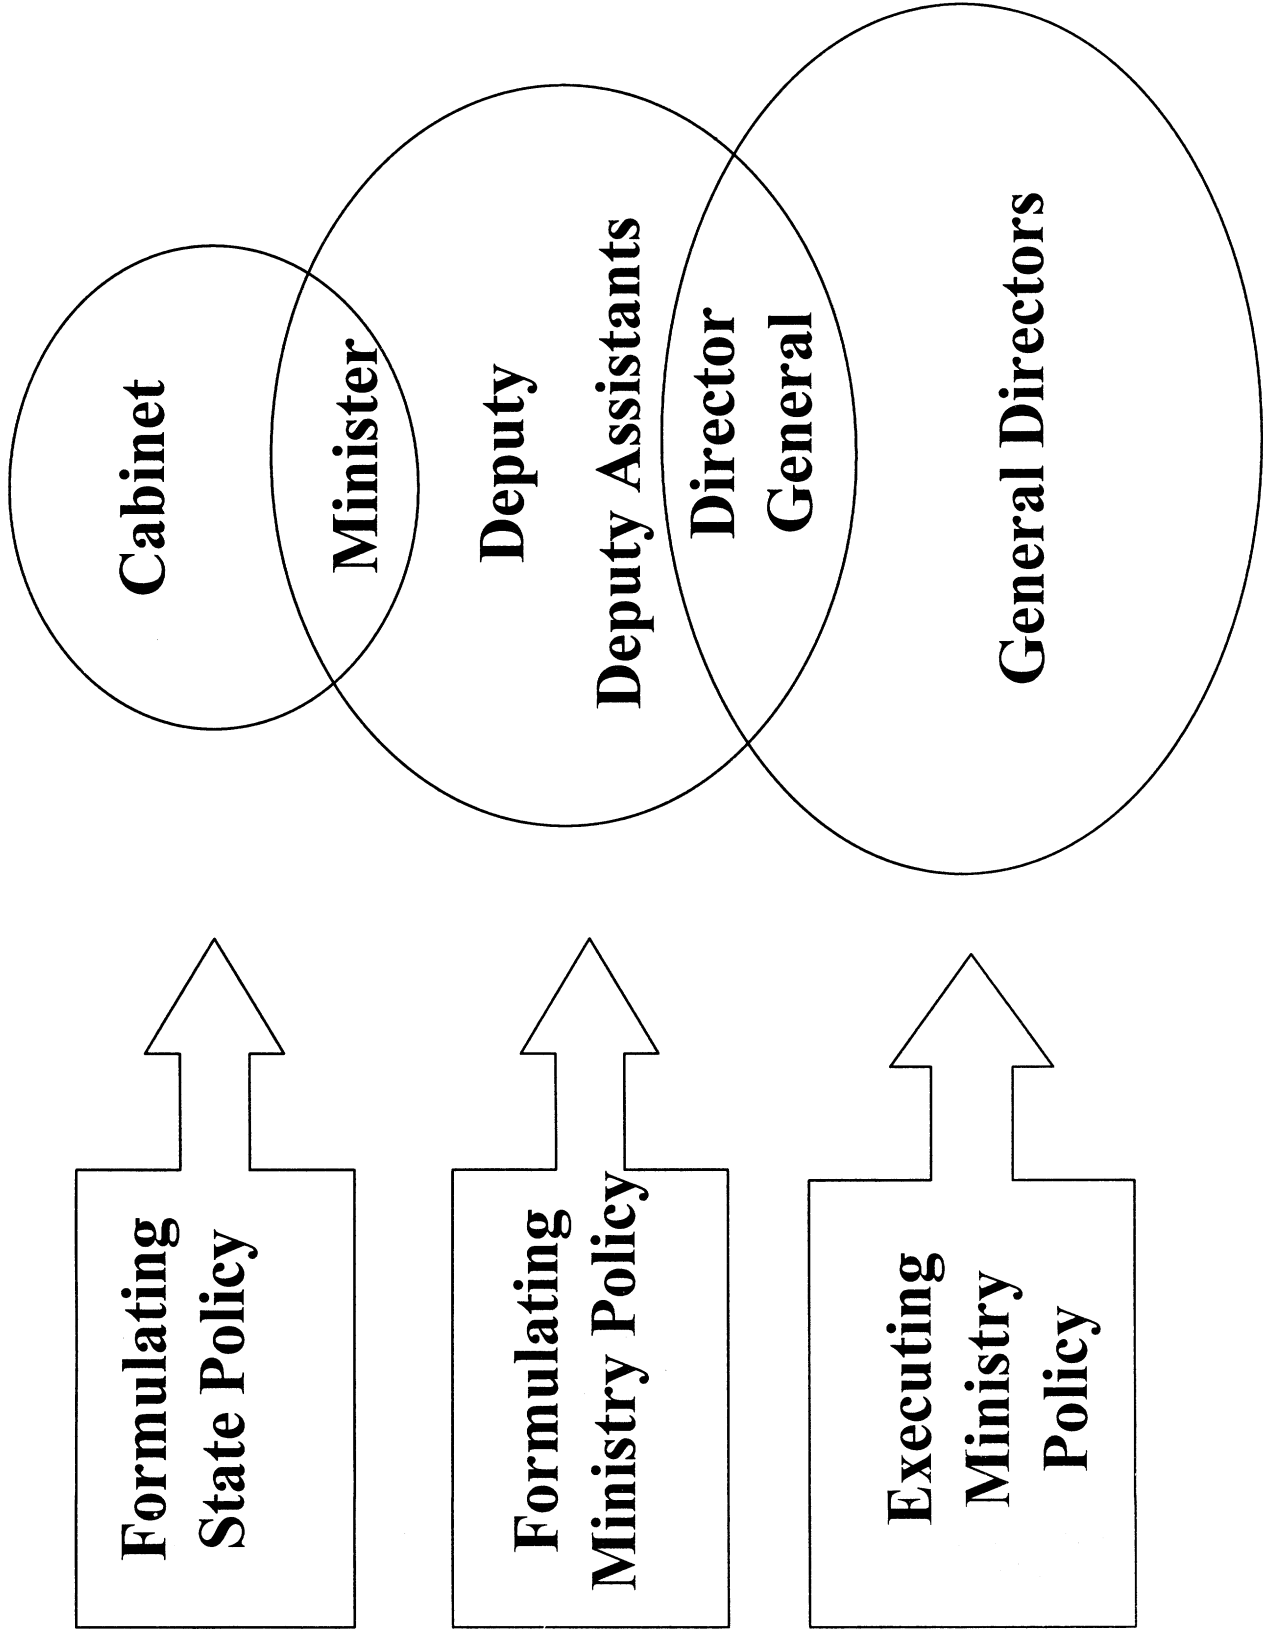 Formulating
State Policy
Cabinet
Minister
Formulating
Ministry Policy
Deputy
Deputy Assistants
Director
General
Executing
Ministry
Policy
General Directors